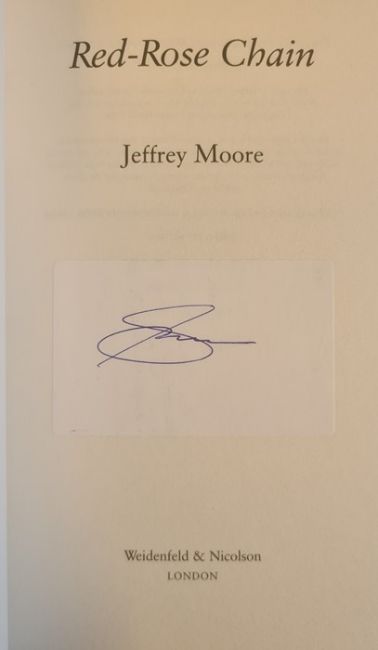 Red-Rose Chain
Jeffrey Moore
Weidenfeld & Nicolson
LONDON